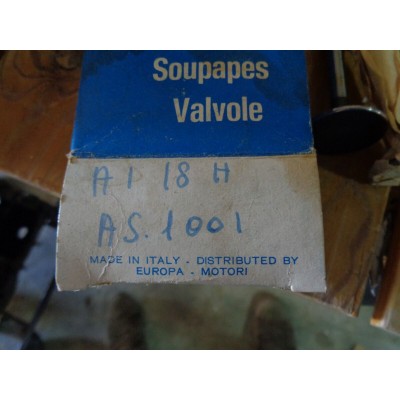 Soupapes
Valvole
A1 18 H
AS.1001
MADE IN ITALY - DISTRIBUTED BY
EUROPA - MOTORI